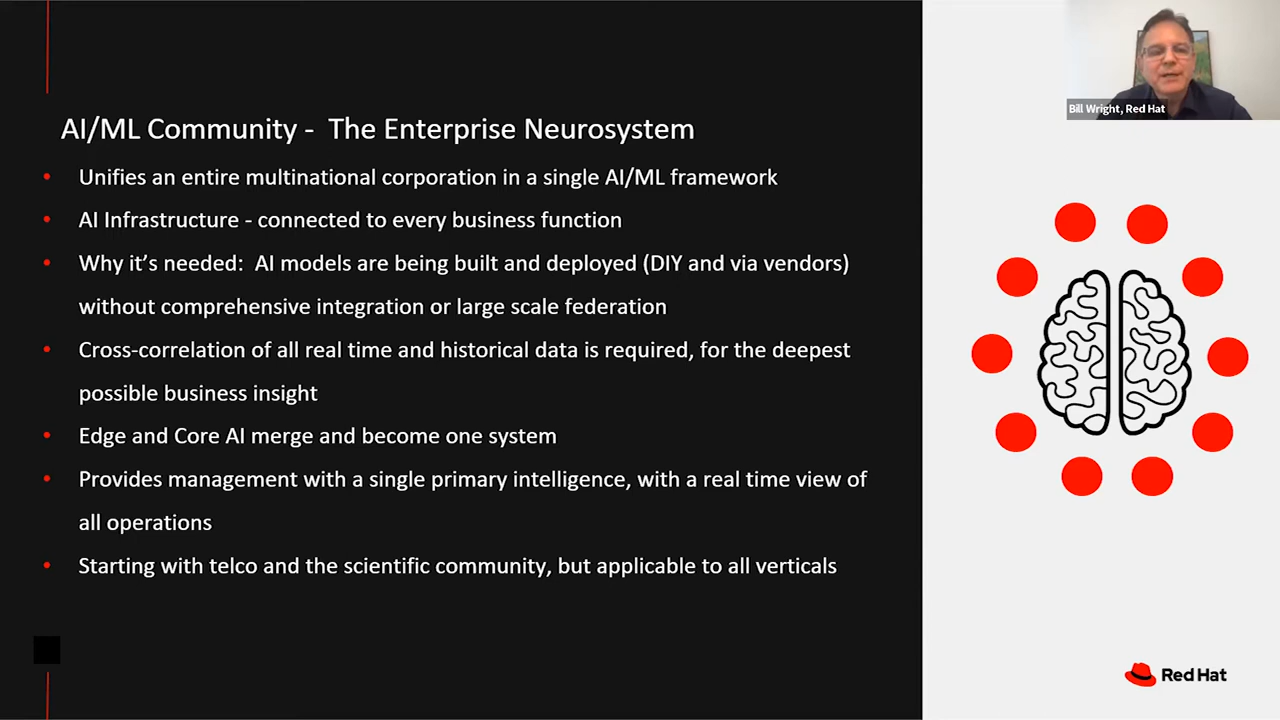 AI/ML Community -  The Enterprise Neurosystem
• Unifies an entire multinational corporation in a single AI/ML framework
• AI Infrastructure - connected to every business function
• Why it’s needed:  AI models are being built and deployed (DIY and via vendors)
without comprehensive integration or large scale federation
• Cross-correlation of all real time and historical data is required, for the deepest
possible business insight
• Edge and Core AI merge and become one system
• Provides management with a single primary intelligence, with a real time view of
all operations
• Starting with telco and the scientific community, but applicable to all verticals
Bill Wright, Red Hat
Red Hat